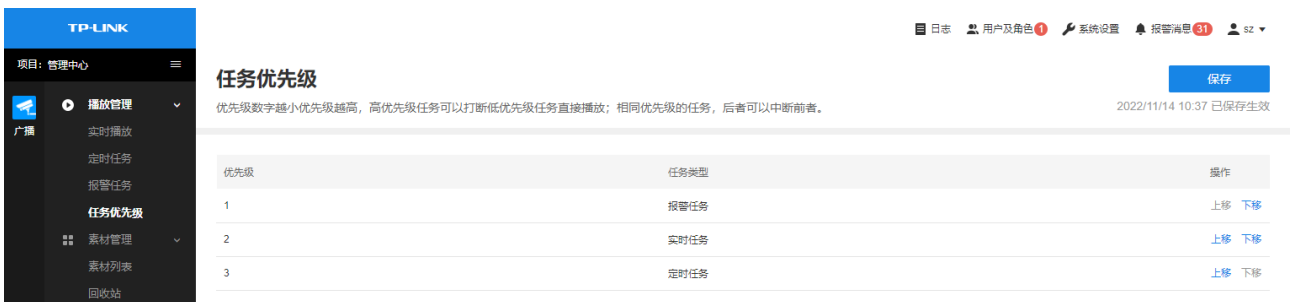 TP-LINK
日志 用户及角色 1 系统设置 报警消息 31 sz
项目：管理中心
任务优先级
保存
优先级数字越小优先级越高，高优先级任务可以打断低优先级任务直接播放；相同优先级的任务，后者可以中断前者。
2022/11/14 10:37 已保存生效
广播
播放管理
实时播放
定时任务
报警任务
任务优先级
素材管理
素材列表
回收站
优先级 任务类型 操作
1 报警任务 上移 下移
2 实时任务 上移 下移
3 定时任务 上移 下移